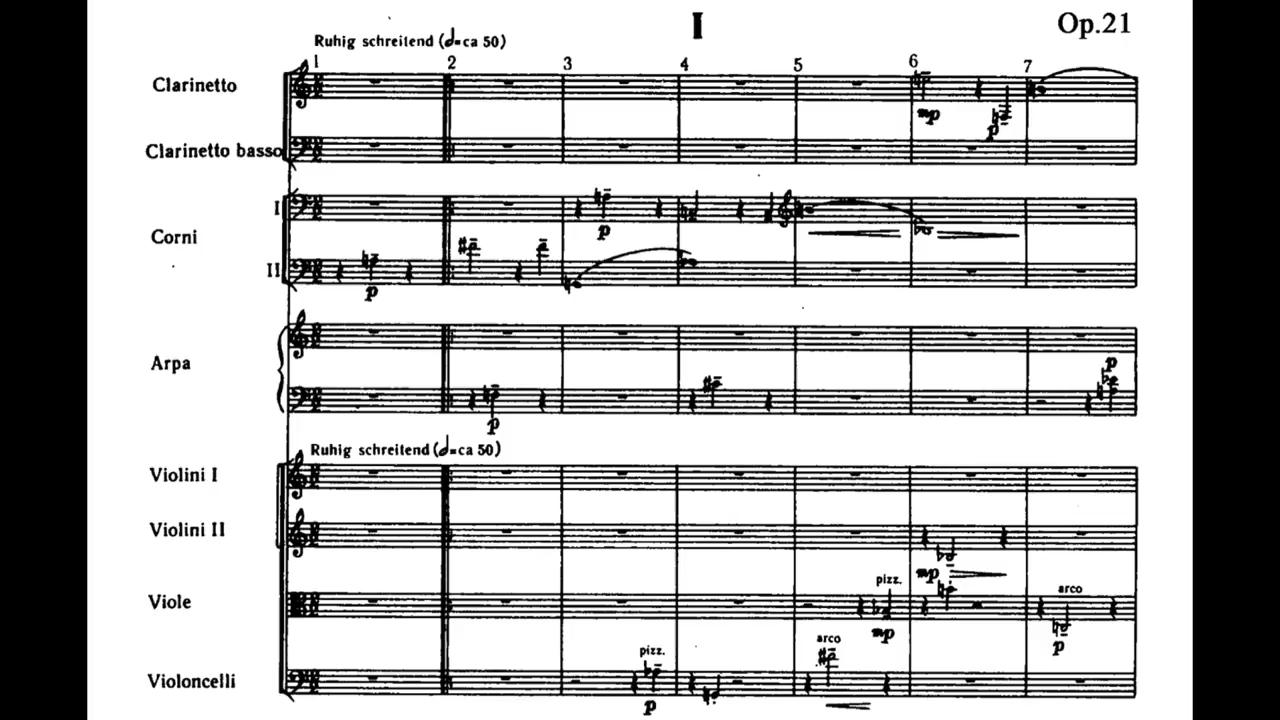 I
Op.21
Ruhig schreitend (𝅗𝅥=ca 50)
1 2 3 4 5 6 7
Clarinetto
mp p
Clarinetto basso
I
p
Corni
II
p
Arpa
p
p
Ruhig schreitend (𝅗𝅥=ca 50)
Violini I
Violini II
mp
pizz. arco
Viole
mp p
pizz. arco
Violoncelli
p